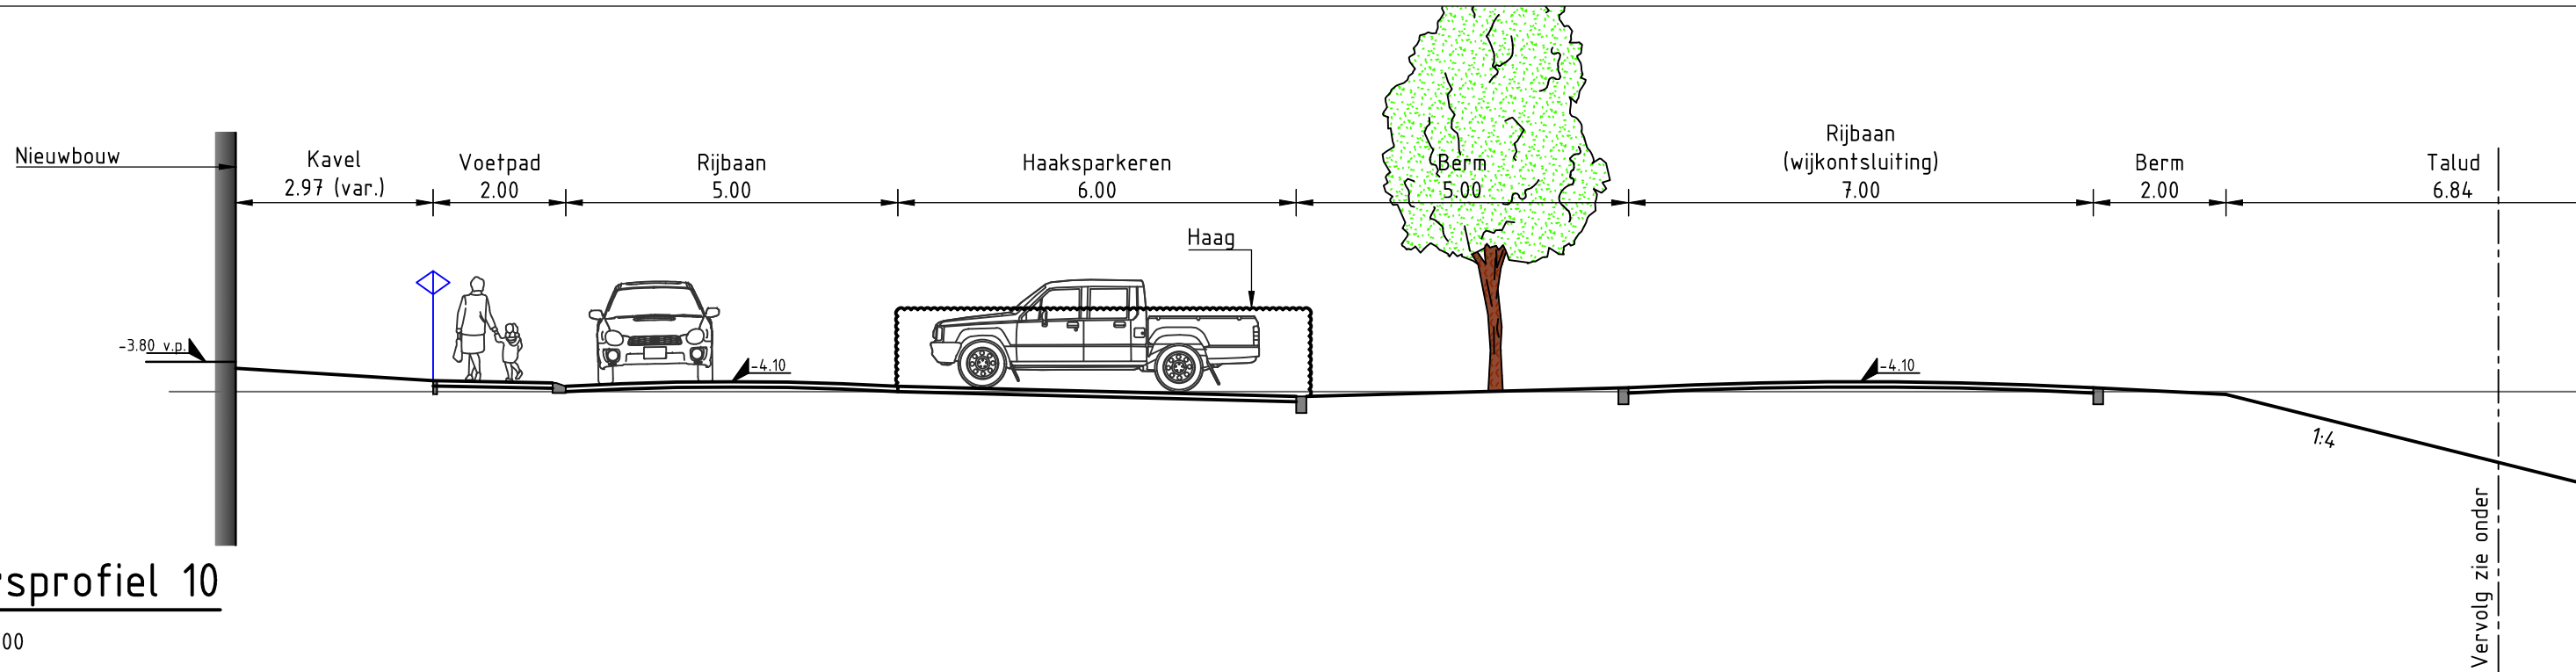 Nieuwbouw
Kavel
2.97 (var.)
Voetpad
2.00
Rijbaan
5.00
Haaksparkeren
6.00
Berm
5.00
Rijbaan
(wijkontsluiting)
7.00
Berm
2.00
Talud
6.84
Haag
-3.80 v.p.
-4.10
-4.10
1:4
Vervolg zie onder
rsprofiel 10
00